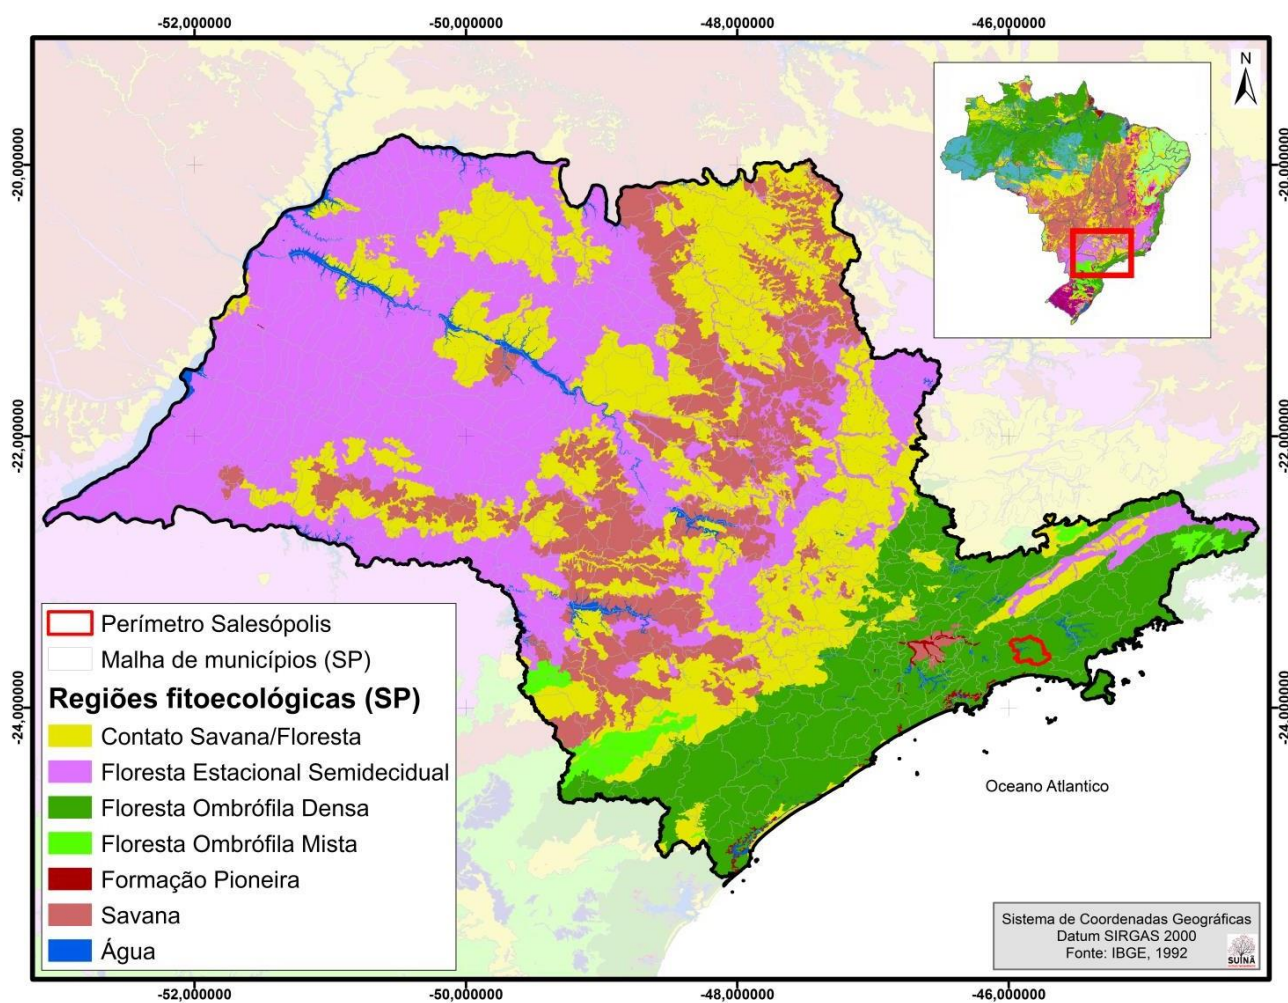 -52,000000
-50,000000
-48,000000
-46,000000
N
-20,000000
-20,000000
-22,000000
-22,000000
-24,000000
-24,000000
Oceano Atlantico
Perímetro Salesópolis
Malha de municípios (SP)
Regiões fitoecológicas (SP)
Contato Savana/Floresta
Floresta Estacional Semidecidual
Floresta Ombrófila Densa
Floresta Ombrófila Mista
Formação Pioneira
Savana
Água
Sistema de Coordenadas Geográficas
Datum SIRGAS 2000
Fonte: IBGE, 1992
SUINÃ
-52,000000
-50,000000
-48,000000
-46,000000